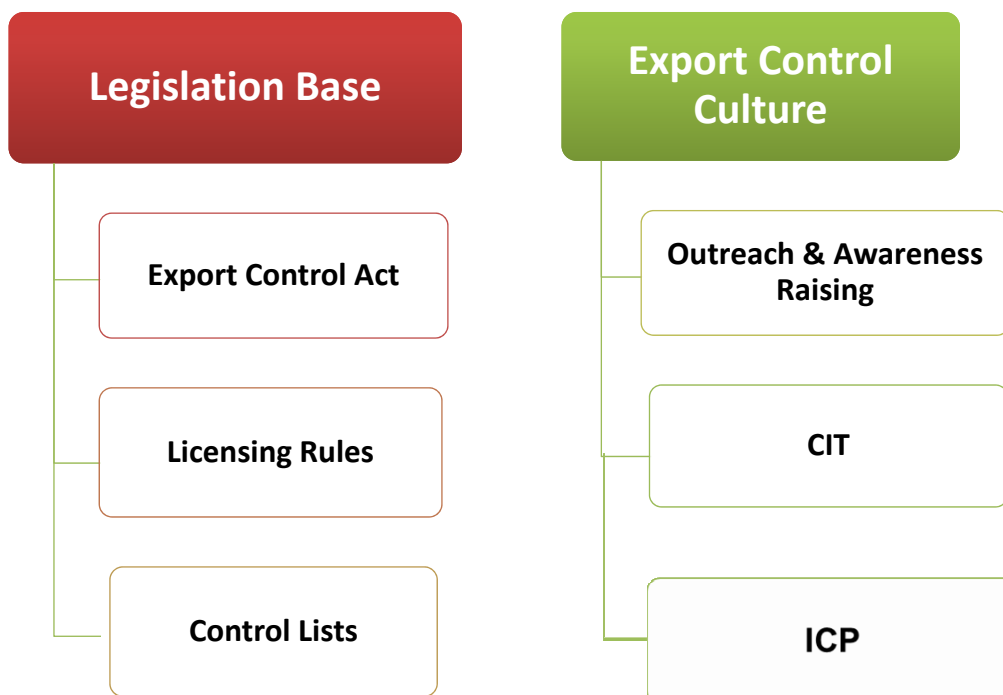 Legislation Base
Export Control Act
Licensing Rules
Control Lists
Export Control
Culture
Outreach & Awareness
Raising
CIT
ICP